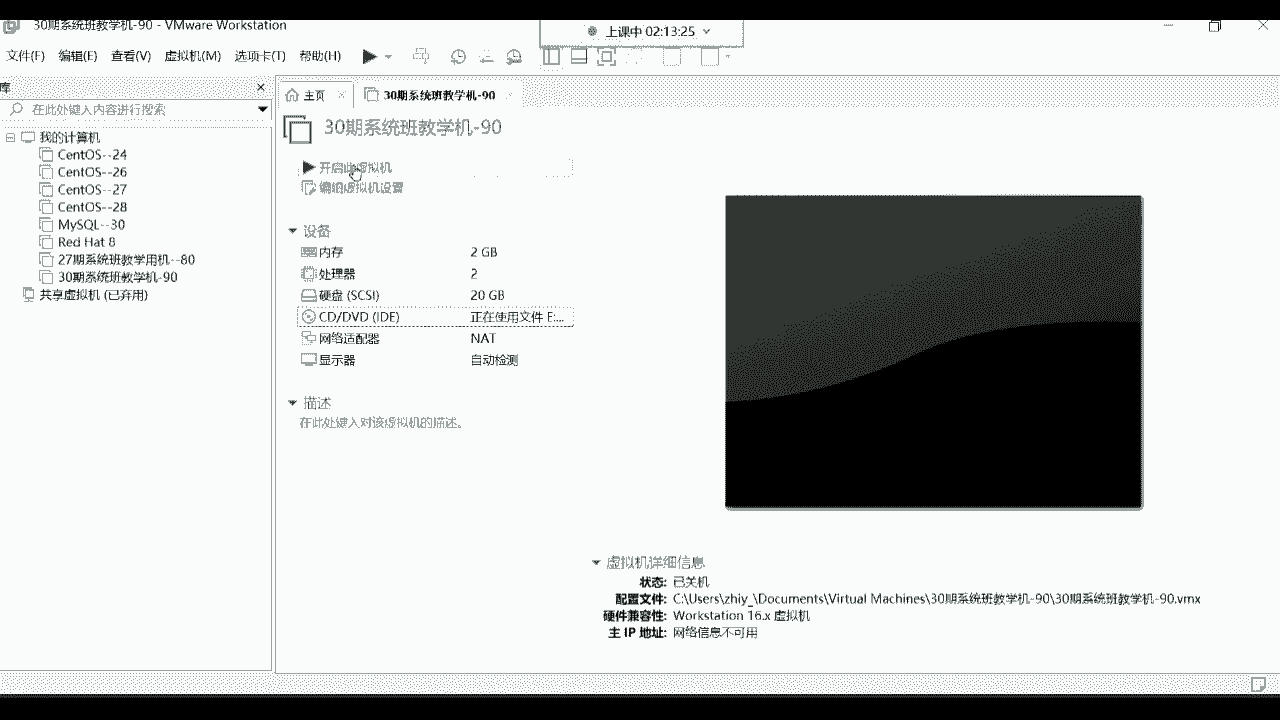 30期系统班教学机-90 - VMware Workstation
上课中 02:13:25
文件(F) 编辑(E) 查看(V) 虚拟机(M) 选项卡(T) 帮助(H)
库
在此处键入内容进行搜索
我的计算机
CentOS--24
CentOS--26
CentOS--27
CentOS--28
MySQL--30
Red Hat 8
27期系统班教学用机--80
30期系统班教学机-90
共享虚拟机 (已弃用)
主页
30期系统班教学机-90
30期系统班教学机-90
开启此虚拟机
编辑虚拟机设置
设备
内存 2 GB
处理器 2
硬盘 (SCSI) 20 GB
CD/DVD (IDE) 正在使用文件 E:...
网络适配器 NAT
显示器 自动检测
描述
在此处键入对该虚拟机的描述。
虚拟机详细信息
状态: 已关机
配置文件: C:\Users\zhiy_\Documents\Virtual Machines\30期系统班教学机-90\30期系统班教学机-90.vmx
硬件兼容性: Workstation 16.x 虚拟机
主 IP 地址: 网络信息不可用